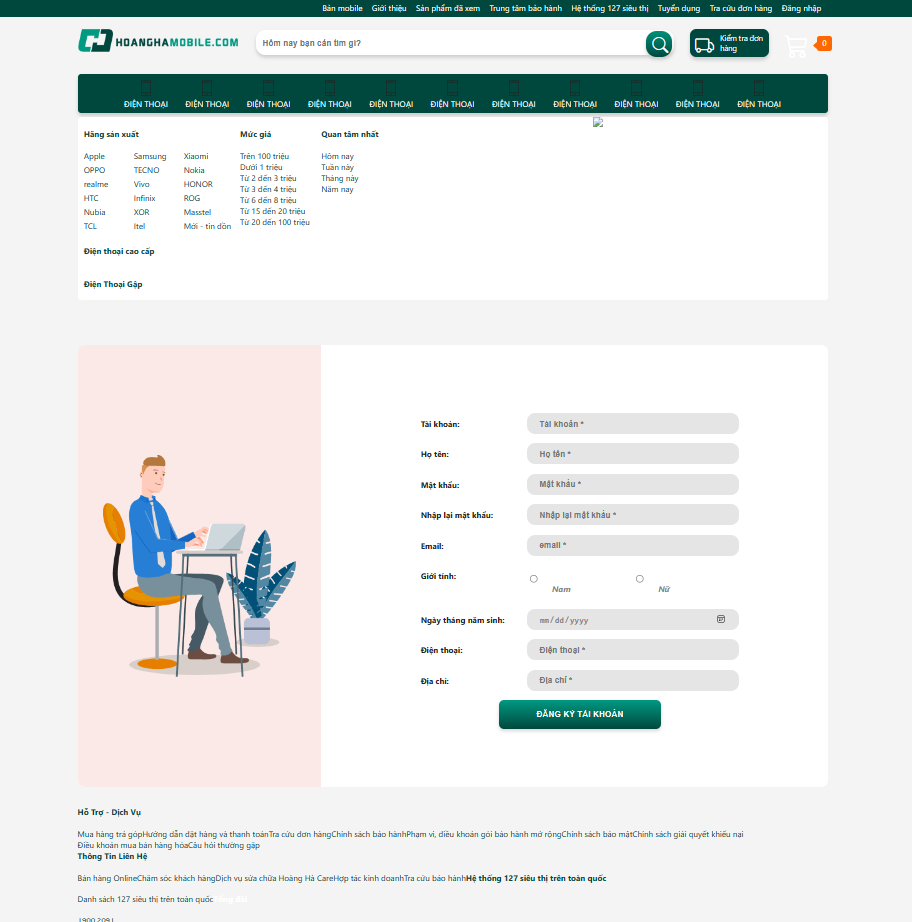 Bản mobile Giới thiệu Sản phẩm đã xem Trung tâm bảo hành Hệ thống 127 siêu thị Tuyển dụng Tra cứu đơn hàng Đăng nhập
HOANGHAMOBILE.COM
Hôm nay bạn cần tìm gì?
Kiểm tra đơn
hàng
0
ĐIỆN THOẠI ĐIỆN THOẠI ĐIỆN THOẠI ĐIỆN THOẠI ĐIỆN THOẠI ĐIỆN THOẠI ĐIỆN THOẠI ĐIỆN THOẠI ĐIỆN THOẠI ĐIỆN THOẠI ĐIỆN THOẠI
Hãng sản xuất
Apple Samsung Xiaomi
OPPO TECNO Nokia
realme Vivo HONOR
HTC Infinix ROG
Nubia XOR Masstel
TCL Itel Mới - tin đồn
Mức giá
Trên 100 triệu
Dưới 1 triệu
Từ 2 đến 3 triệu
Từ 3 đến 4 triệu
Từ 6 đến 8 triệu
Từ 15 đến 20 triệu
Từ 20 đến 100 triệu
Quan tâm nhất
Hôm nay
Tuần này
Tháng này
Năm nay
Điện thoại cao cấp
Điện Thoại Gập
Tài khoản: Tài khoản *
Họ tên: Họ tên *
Mật khẩu: Mật khẩu *
Nhập lại mật khẩu: Nhập lại mật khẩu *
Email: email *
Giới tính: Nam Nữ
Ngày tháng năm sinh: mm/dd/yyyy
Điện thoại: Điện thoại *
Địa chỉ: Địa chỉ *
ĐĂNG KÝ TÀI KHOẢN
Hỗ Trợ - Dịch Vụ
Mua hàng trả gópHướng dẫn đặt hàng và thanh toánTra cứu đơn hàngChính sách bảo hànhPhạm vi, điều khoản gói bảo hành mở rộngChính sách bảo mậtChính sách giải quyết khiếu nại
Điều khoản mua bán hàng hóaCâu hỏi thường gặp
Thông Tin Liên Hệ
Bán hàng OnlineChăm sóc khách hàngDịch vụ sửa chữa Hoàng Hà CareHợp tác kinh doanhTra cứu bảo hànhHệ thống 127 siêu thị trên toàn quốc
Danh sách 127 siêu thị trên toàn quốc
1900.2091